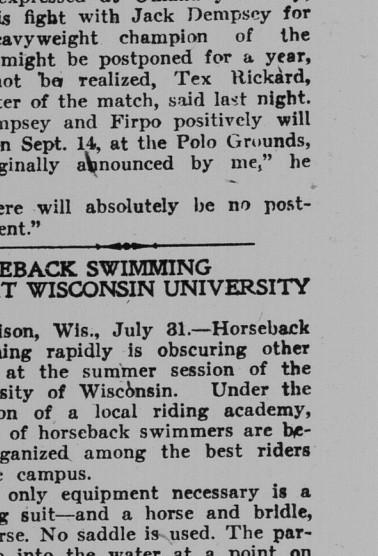 is fight with Jack Dempsey for
eavyweight champion of the
might be postponed for a year,
not be realized, Tex Rickard,
ter of the match, said last night.
mpsey and Firpo positively will
n Sept. 14, at the Polo Grounds,
ginally announced by me," he
ere will absolutely be no post-
ent."
EBACK SWIMMING
T WISCONSIN UNIVERSITY
ison, Wis., July 31.—Horseback
ming rapidly is obscuring other
at the summer session of the
sity of Wisconsin. Under the
on of a local riding academy,
of horseback swimmers are be-
ganized among the best riders
e campus.
only equipment necessary is a
g suit—and a horse and bridle,
rse. No saddle is used. The par-
into the water at a point on